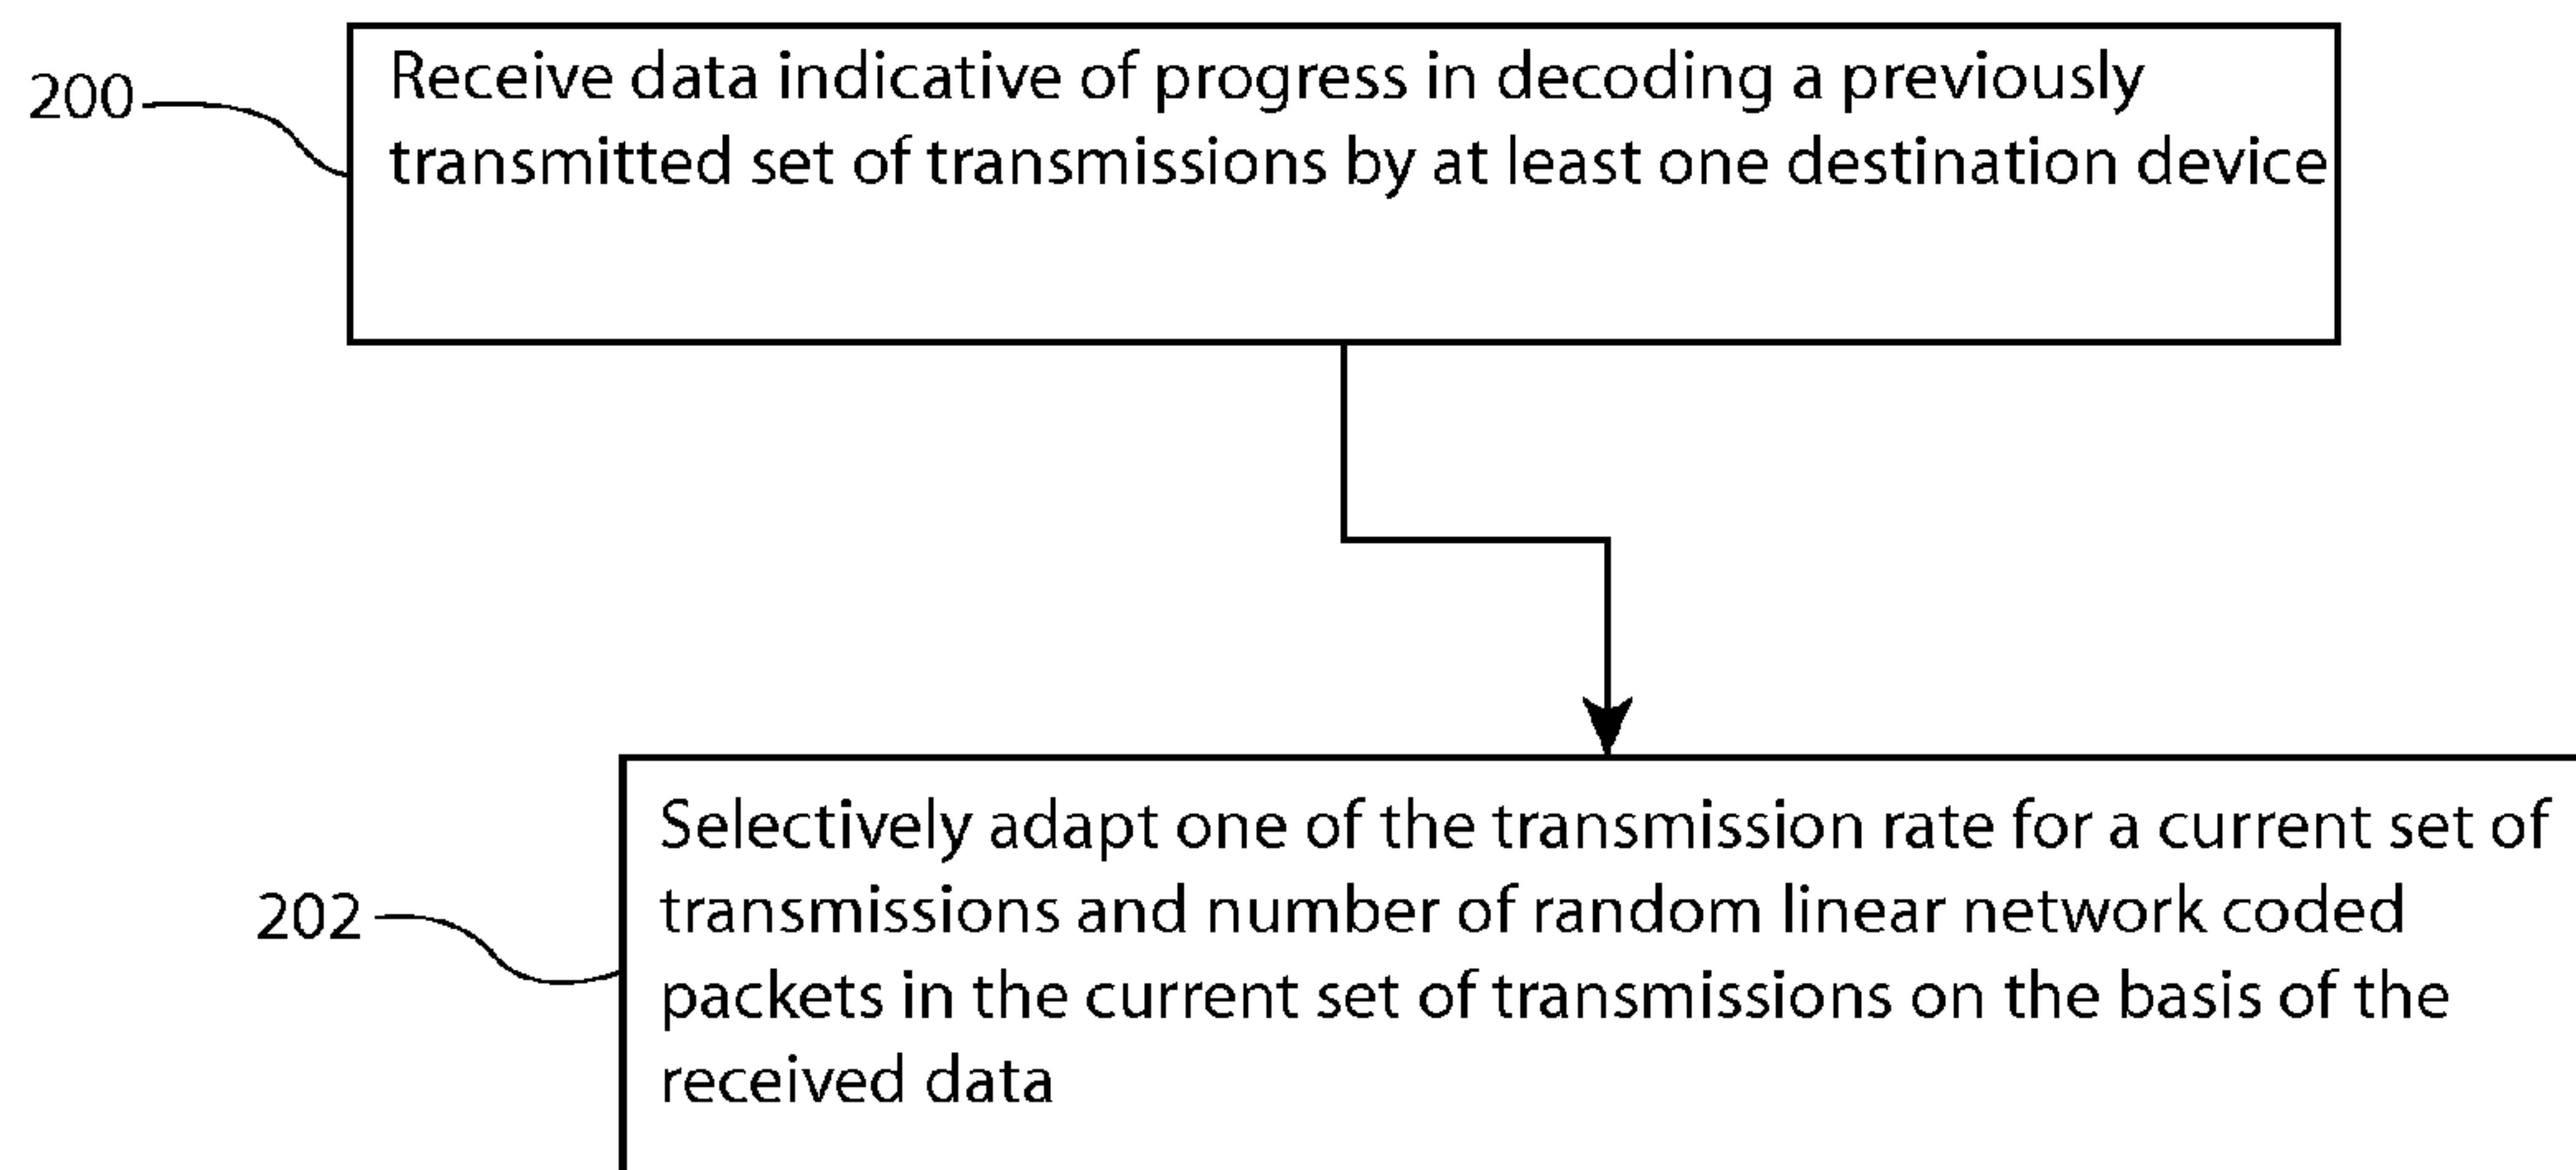 200
Receive data indicative of progress in decoding a previously
transmitted set of transmissions by at least one destination device
202
Selectively adapt one of the transmission rate for a current set of
transmissions and number of random linear network coded
packets in the current set of transmissions on the basis of the
received data